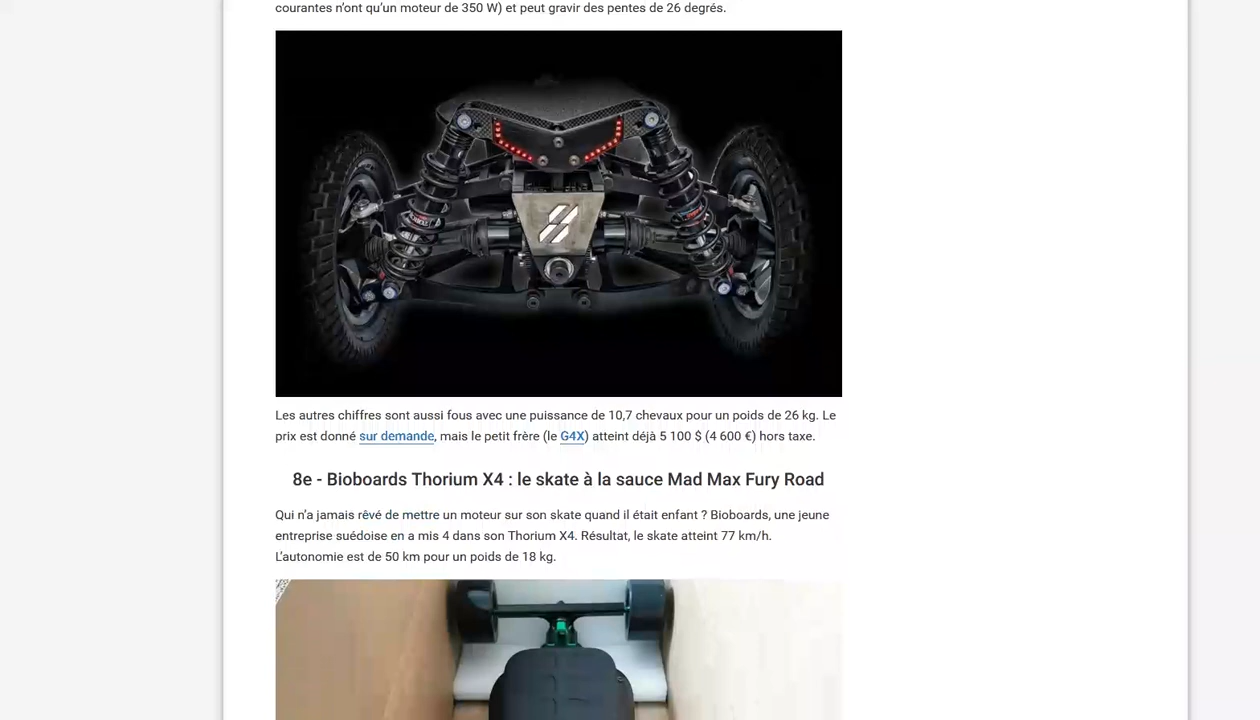 courantes n’ont qu’un moteur de 350 W) et peut gravir des pentes de 26 degrés.
Les autres chiffres sont aussi fous avec une puissance de 10,7 chevaux pour un poids de 26 kg. Le
prix est donné sur demande, mais le petit frère (le G4X) atteint déjà 5 100 $ (4 600 €) hors taxe.
8e - Bioboards Thorium X4 : le skate à la sauce Mad Max Fury Road
Qui n’a jamais rêvé de mettre un moteur sur son skate quand il était enfant ? Bioboards, une jeune
entreprise suédoise en a mis 4 dans son Thorium X4. Résultat, le skate atteint 77 km/h.
L’autonomie est de 50 km pour un poids de 18 kg.